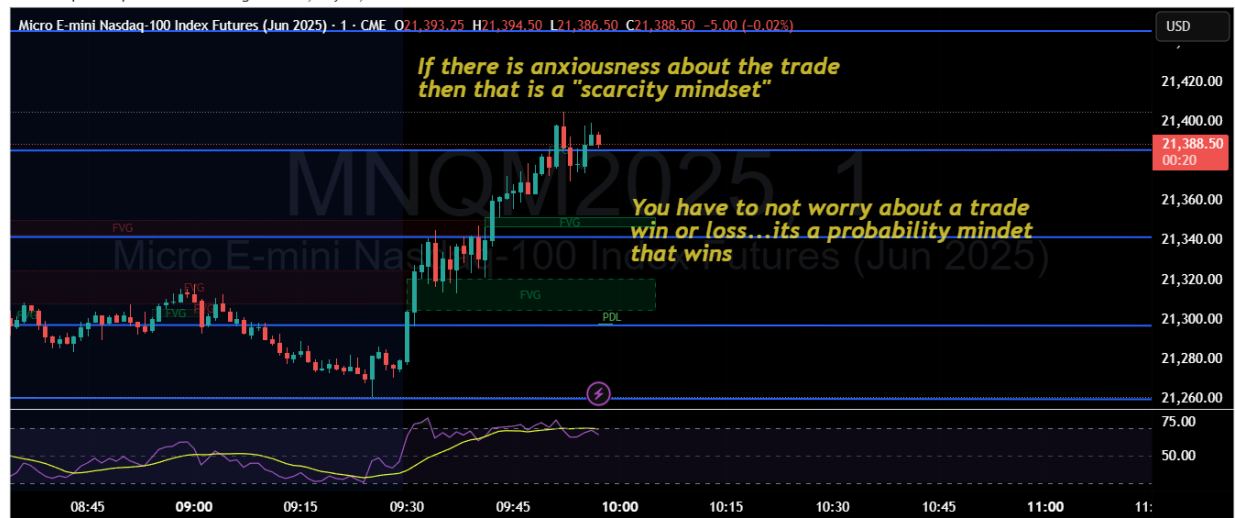 Micro E-mini Nasdaq-100 Index Futures (Jun 2025) · 1 · CME O21,393.25 H21,394.50 L21,386.50 C21,388.50 −5.00 (−0.02%)
USD
If there is anxiousness about the trade
then that is a "scarcity mindset"
21,420.00
21,400.00
21,388.50
00:20
MNQM2025, 1
21,360.00
You have to not worry about a trade
win or loss...its a probability mindet
that wins
FVG
FVG
21,340.00
Micro E-mini Nasdaq-100 Index Futures (Jun 2025)
21,320.00
FVG
FVG
FVG
FVG
FVG
PDL
21,300.00
21,280.00
21,260.00
75.00
50.00
08:45 09:00 09:15 09:30 09:45 10:00 10:15 10:30 10:45 11:00 11: